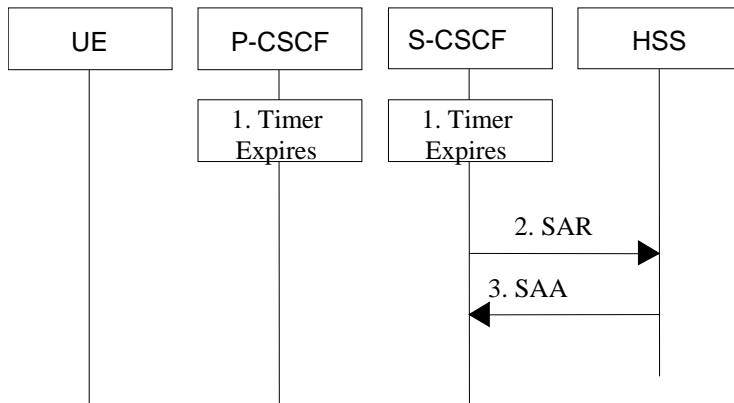 UE
P-CSCF
S-CSCF
HSS
1. Timer
Expires
1. Timer
Expires
2. SAR
3. SAA